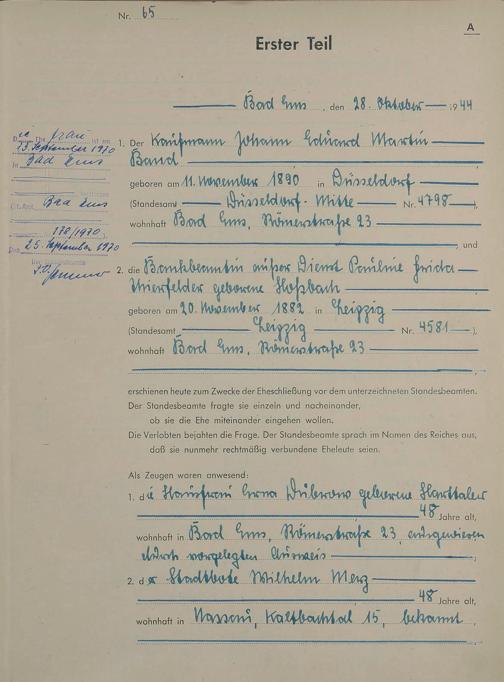 Nr. 65
A
Erster Teil
Bad Ems, den 28. Oktober 1944
Die Frau ist am
23. September 1970
in Bad Ems
Bad Ems
178/1970
25. September 1970
1. Der Kaufmann Johann Eduard Martin
Band
geboren am 11. November 1890 in Düsseldorf
(Standesamt Düsseldorf-Mitte Nr. 4798),
wohnhaft Bad Ems, Römerstraße 23
, und
2. die Bankbeamtin außer Dienst Pauline Frida
Thierfelder geborene Hoßbach
geboren am 20. November 1882 in Leipzig
(Standesamt Leipzig Nr. 4581),
wohnhaft Bad Ems, Römerstraße 23
erschienen heute zum Zwecke der Eheschließung vor dem unterzeichneten Standesbeamten.
Der Standesbeamte fragte sie einzeln und nacheinander,
ob sie die Ehe miteinander eingehen wollen.
Die Verlobten bejahten die Frage. Der Standesbeamte sprach im Namen des Reiches aus,
daß sie nunmehr rechtmäßig verbundene Eheleute seien.
Als Zeugen waren anwesend:
1. die Hausfrau Erna Dubrow geborene
48 Jahre alt,
wohnhaft in Bad Ems, Römerstraße 23, ausgewiesen
durch vorgelegten Ausweis
2. der Stadtbote Wilhelm Merz
48 Jahre alt,
wohnhaft in Nassau, Kaltbachtal 15, bekannt